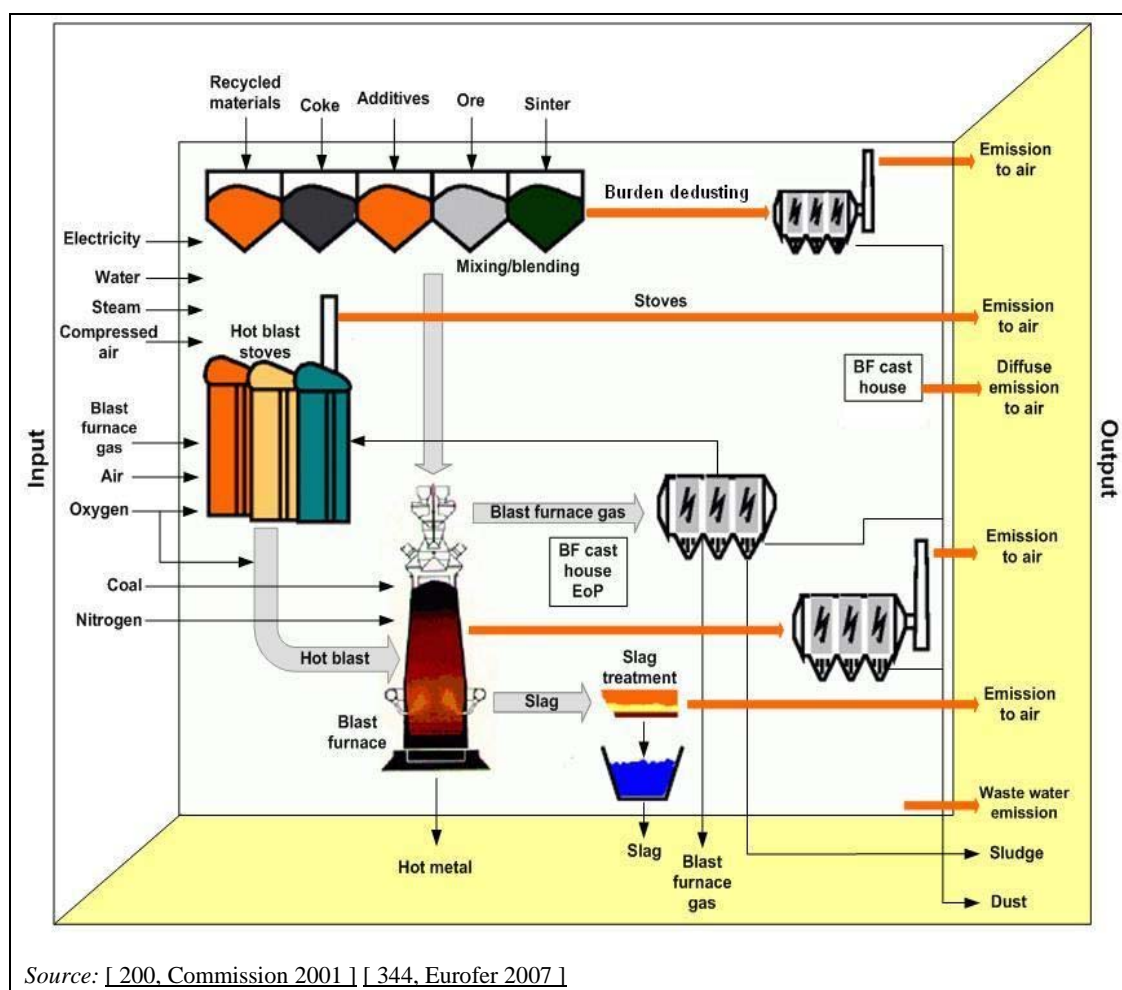 Recycled
materials
Coke
Additives
Ore
Sinter
Emission
to air
Burden dedusting
Electricity
Mixing/blending
Water
Steam
Stoves
Emission
to air
Compressed
air
Hot blast
stoves
BF cast
house
Diffuse
emission
to air
Blast
furnace
gas
Input
Output
Air
Oxygen
Blast furnace gas
Emission
to air
BF cast
house
EoP
Coal
Nitrogen
Hot blast
Slag
treatment
Slag
Emission
to air
Blast
furnace
Waste water
emission
Hot metal
Slag
Blast
furnace
gas
Sludge
Dust
Source: [ 200, Commission 2001 ] [ 344, Eurofer 2007 ]